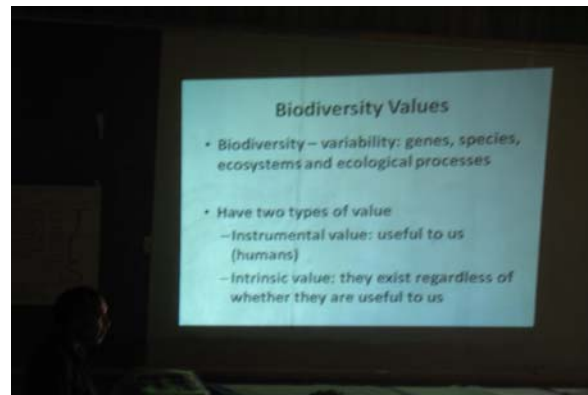 Biodiversity Values
• Biodiversity – variability: genes, species,
ecosystems and ecological processes
• Have two types of value
–Instrumental value: useful to us
(humans)
–Intrinsic value: they exist regardless of
whether they are useful to us